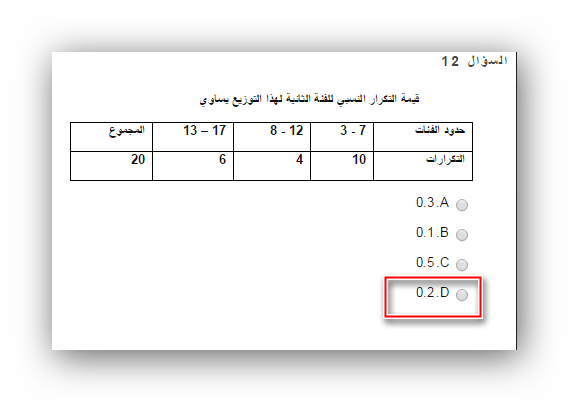 السؤال 12
قيمة التكرار النسبي للفئة الثانية لهذا التوزيع يساوي
حدود الفئات 3 - 7 8 - 12 13 – 17 المجموع
التكرارات 10 4 6 20
0.3.A
0.1.B
0.5.C
0.2.D